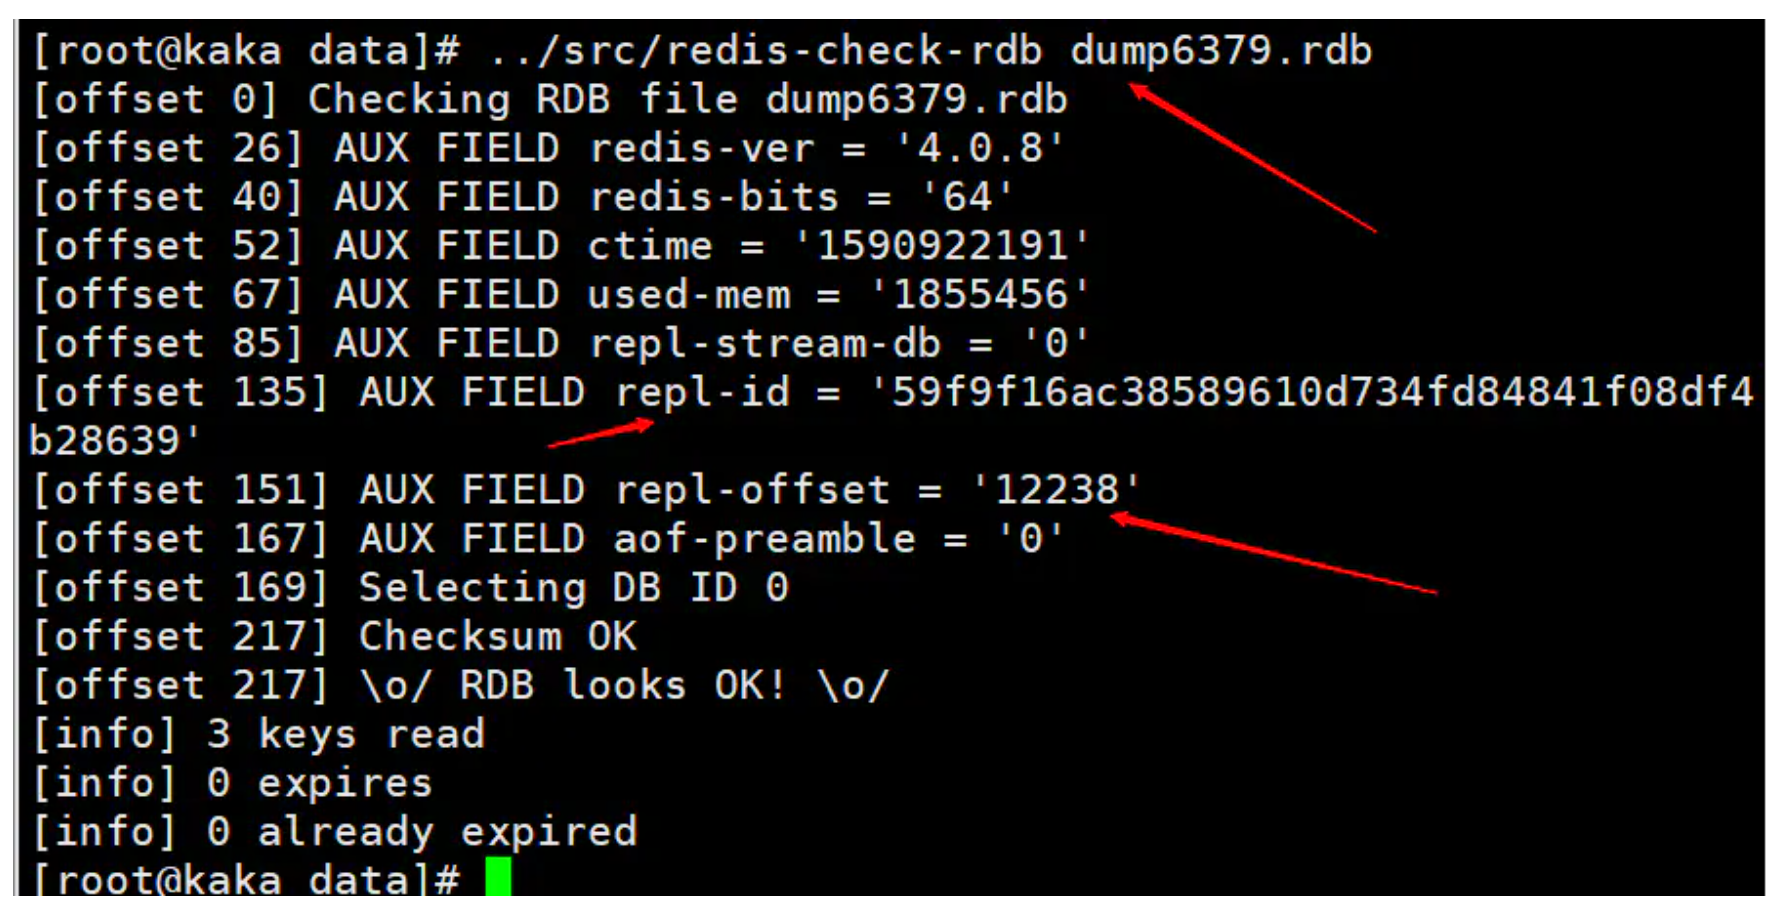 [root@kaka data]# ../src/redis-check-rdb dump6379.rdb
[offset 0] Checking RDB file dump6379.rdb
[offset 26] AUX FIELD redis-ver = '4.0.8'
[offset 40] AUX FIELD redis-bits = '64'
[offset 52] AUX FIELD ctime = '1590922191'
[offset 67] AUX FIELD used-mem = '1855456'
[offset 85] AUX FIELD repl-stream-db = '0'
[offset 135] AUX FIELD repl-id = '59f9f16ac38589610d734fd84841f08df4
b28639'
[offset 151] AUX FIELD repl-offset = '12238'
[offset 167] AUX FIELD aof-preamble = '0'
[offset 169] Selecting DB ID 0
[offset 217] Checksum OK
[offset 217] \o/ RDB looks OK! \o/
[info] 3 keys read
[info] 0 expires
[info] 0 already expired
[root@kaka data]#